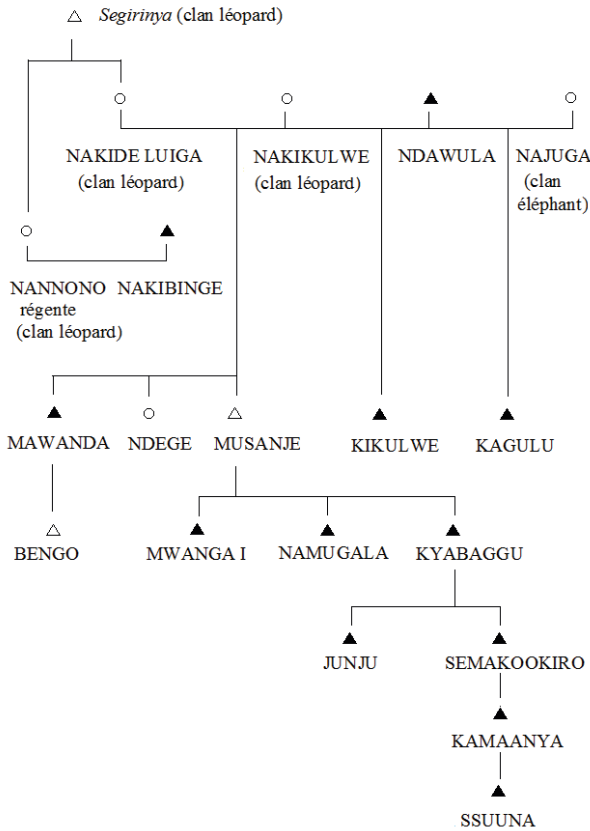 Segirinya (clan léopard)
NAKIDE LUIGA
(clan léopard)
NAKIKULWE
(clan léopard)
NDAWULA
NAJUGA
(clan
éléphant)
NANNONO
régente
(clan léopard)
NAKIBINGE
MAWANDA
NDEGE
MUSANJE
KIKULWE
KAGULU
BENGO
MWANGA I
NAMUGALA
KYABAGGU
JUNJU
SEMAKOOKIRO
KAMAANYA
SSUUNA